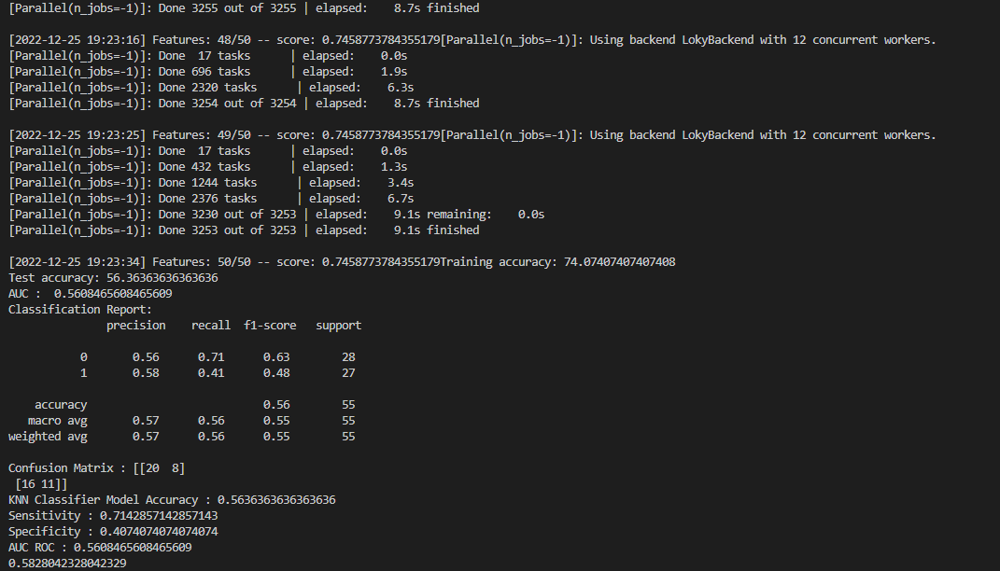 [Parallel(n_jobs=-1)]: Done 3255 out of 3255 | elapsed:    8.7s finished
[2022-12-25 19:23:16] Features: 48/50 -- score: 0.7458773784355179[Parallel(n_jobs=-1)]: Using backend LokyBackend with 12 concurrent workers.
[Parallel(n_jobs=-1)]: Done  17 tasks      | elapsed:    0.0s
[Parallel(n_jobs=-1)]: Done 696 tasks      | elapsed:    1.9s
[Parallel(n_jobs=-1)]: Done 2320 tasks      | elapsed:    6.3s
[Parallel(n_jobs=-1)]: Done 3254 out of 3254 | elapsed:    8.7s finished
[2022-12-25 19:23:25] Features: 49/50 -- score: 0.7458773784355179[Parallel(n_jobs=-1)]: Using backend LokyBackend with 12 concurrent workers.
[Parallel(n_jobs=-1)]: Done  17 tasks      | elapsed:    0.0s
[Parallel(n_jobs=-1)]: Done 432 tasks      | elapsed:    1.3s
[Parallel(n_jobs=-1)]: Done 1244 tasks      | elapsed:    3.4s
[Parallel(n_jobs=-1)]: Done 2376 tasks      | elapsed:    6.7s
[Parallel(n_jobs=-1)]: Done 3230 out of 3253 | elapsed:    9.1s remaining:    0.0s
[Parallel(n_jobs=-1)]: Done 3253 out of 3253 | elapsed:    9.1s finished
[2022-12-25 19:23:34] Features: 50/50 -- score: 0.7458773784355179Training accuracy: 74.07407407407408
Test accuracy: 56.36363636363636
AUC :  0.5608465608465609
Classification Report:
precision    recall  f1-score   support
0       0.56      0.71      0.63        28
1       0.58      0.41      0.48        27
accuracy                           0.56        55
macro avg       0.57      0.56      0.55        55
weighted avg       0.57      0.56      0.55        55
Confusion Matrix : [[20  8]
[16 11]]
KNN Classifier Model Accuracy : 0.5636363636363636
Sensitivity : 0.7142857142857143
Specificity : 0.4074074074074074
AUC ROC : 0.5608465608465609
0.5828042328042329